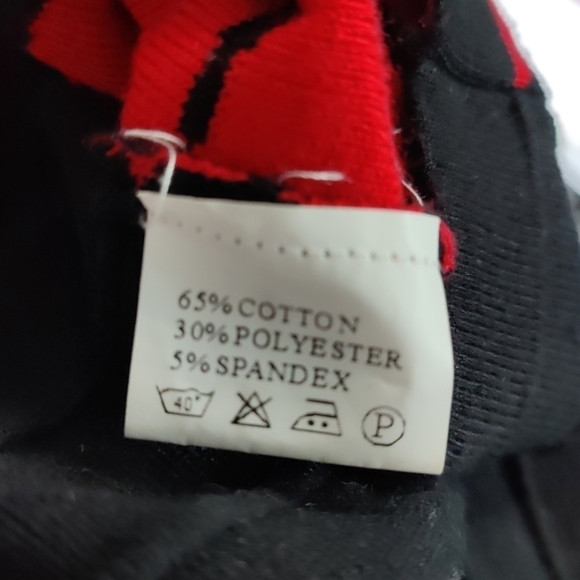 65% COTTON
30% POLYESTER
5% SPANDEX
40° P